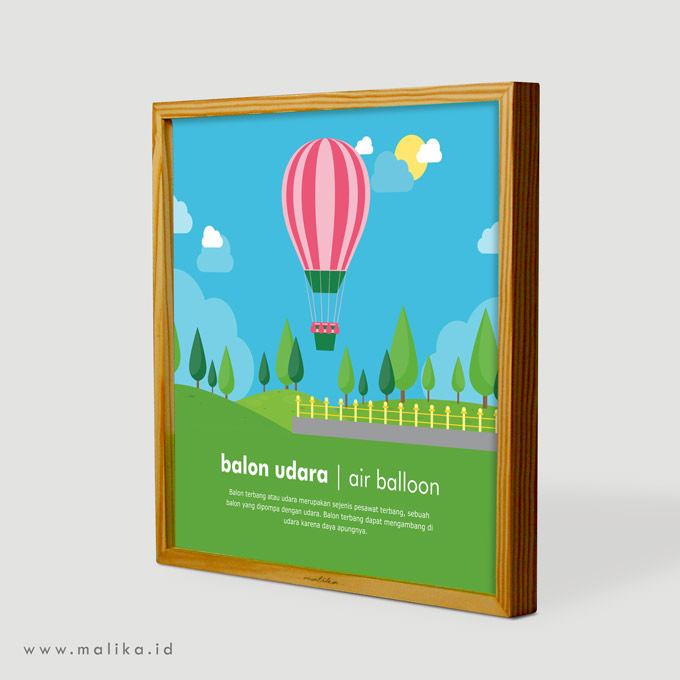 balon udara | air balloon
Balon terbang atau udara merupakan sejenis pesawat terbang, sebuah
balon yang dipompa dengan udara. Balon terbang dapat mengambang di
udara karena daya apungnya.
malika
www.malika.id